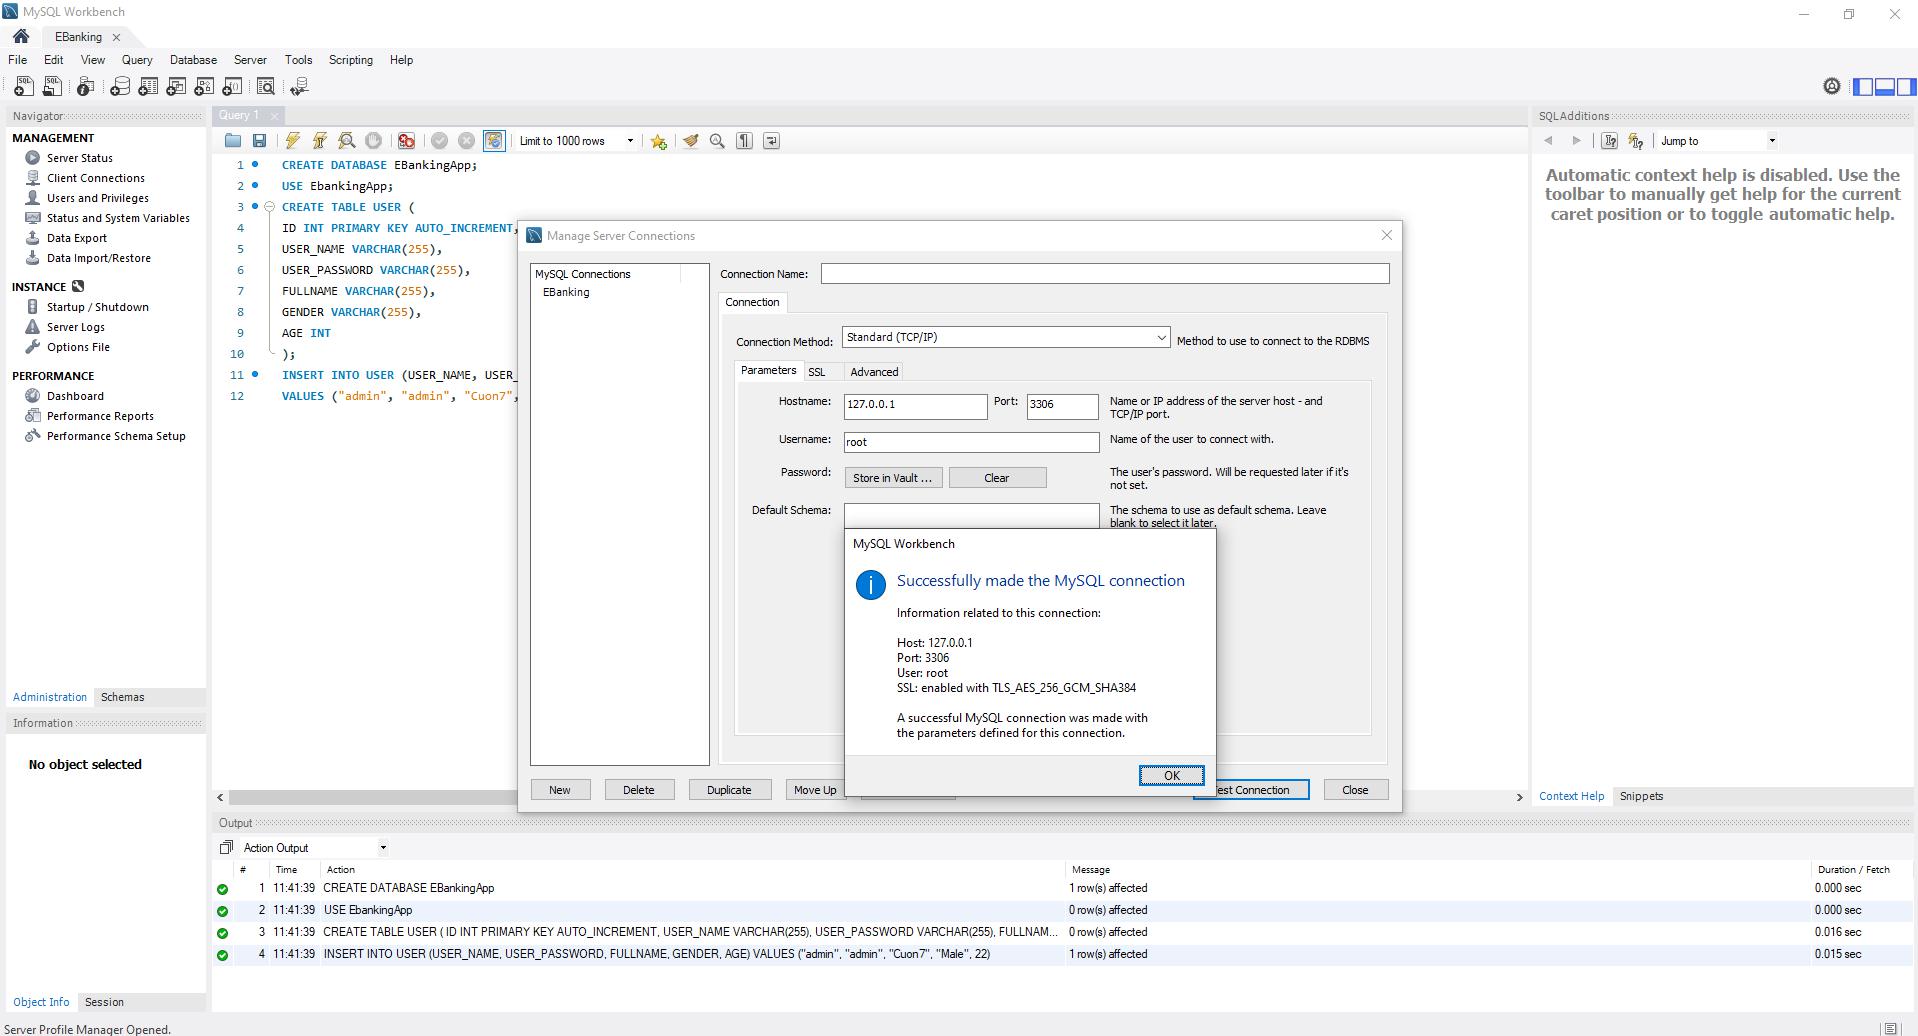 MySQL Workbench
EBanking
File Edit View Query Database Server Tools Scripting Help
Navigator
MANAGEMENT
Server Status
Client Connections
Users and Privileges
Status and System Variables
Data Export
Data Import/Restore
INSTANCE
Startup / Shutdown
Server Logs
Options File
PERFORMANCE
Dashboard
Performance Reports
Performance Schema Setup
Administration Schemas
Information
No object selected
Object Info Session
Query 1
Limit to 1000 rows
1 CREATE DATABASE EBankingApp;
2 USE EbankingApp;
3 CREATE TABLE USER (
4 ID INT PRIMARY KEY AUTO_INCREMENT,
5 USER_NAME VARCHAR(255),
6 USER_PASSWORD VARCHAR(255),
7 FULLNAME VARCHAR(255),
8 GENDER VARCHAR(255),
9 AGE INT
10 );
11 INSERT INTO USER (USER_NAME, USER_
12 VALUES ("admin", "admin", "Cuon7",
Manage Server Connections
MySQL Connections
EBanking
Connection Name:
Connection
Connection Method: Standard (TCP/IP) Method to use to connect to the RDBMS
Parameters SSL Advanced
Hostname: 127.0.0.1 Port: 3306 Name or IP address of the server host - and
TCP/IP port.
Username: root Name of the user to connect with.
Password: Store in Vault ... Clear The user's password. Will be requested later if it's
not set.
Default Schema: The schema to use as default schema. Leave
blank to select it later.
MySQL Workbench
Successfully made the MySQL connection
Information related to this connection:
Host: 127.0.0.1
Port: 3306
User: root
SSL: enabled with TLS_AES_256_GCM_SHA384
A successful MySQL connection was made with
the parameters defined for this connection.
OK
New Delete Duplicate Move Up est Connection Close
SQLAdditions
Jump to
Automatic context help is disabled. Use the
toolbar to manually get help for the current
caret position or to toggle automatic help.
Context Help Snippets
Output
Action Output
# Time Action Message Duration / Fetch
1 11:41:39 CREATE DATABASE EBankingApp 1 row(s) affected 0.000 sec
2 11:41:39 USE EbankingApp 0 row(s) affected 0.000 sec
3 11:41:39 CREATE TABLE USER ( ID INT PRIMARY KEY AUTO_INCREMENT, USER_NAME VARCHAR(255), USER_PASSWORD VARCHAR(255), FULLNAM... 0 row(s) affected 0.016 sec
4 11:41:39 INSERT INTO USER (USER_NAME, USER_PASSWORD, FULLNAME, GENDER, AGE) VALUES ("admin", "admin", "Cuon7", "Male", 22) 1 row(s) affected 0.015 sec
Server Profile Manager Opened.